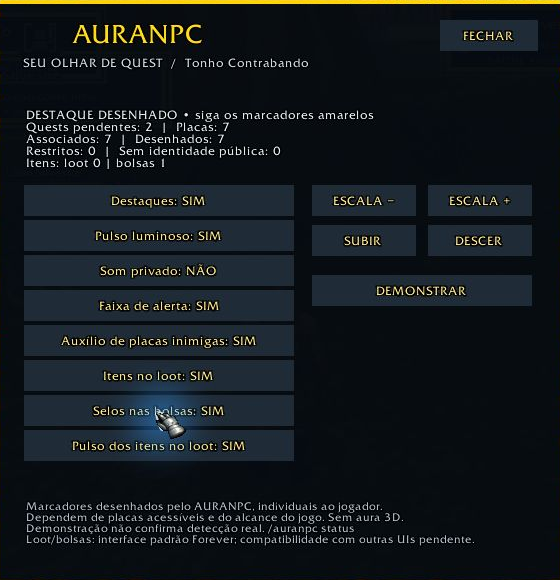 AURANPC
FECHAR
SEU OLHAR DE QUEST / Tonho Contrabando
DESTAQUE DESENHADO • siga os marcadores amarelos
Quests pendentes: 2 | Placas: 7
Associados: 7 | Desenhados: 7
Restritos: 0 | Sem identidade pública: 0
Itens: loot 0 | bolsas 1
Destaques: SIM
ESCALA -
ESCALA +
Pulso luminoso: SIM
SUBIR
DESCER
Som privado: NÃO
DEMONSTRAR
Faixa de alerta: SIM
Auxílio de placas inimigas: SIM
Itens no loot: SIM
Selos nas bolsas: SIM
Pulso dos itens no loot: SIM
Marcadores desenhados pelo AURANPC, individuais ao jogador.
Dependem de placas acessíveis e do alcance do jogo. Sem aura 3D.
Demonstração não confirma detecção real. /auranpc status
Loot/bolsas: interface padrão Forever; compatibilidade com outras UIs pendente.